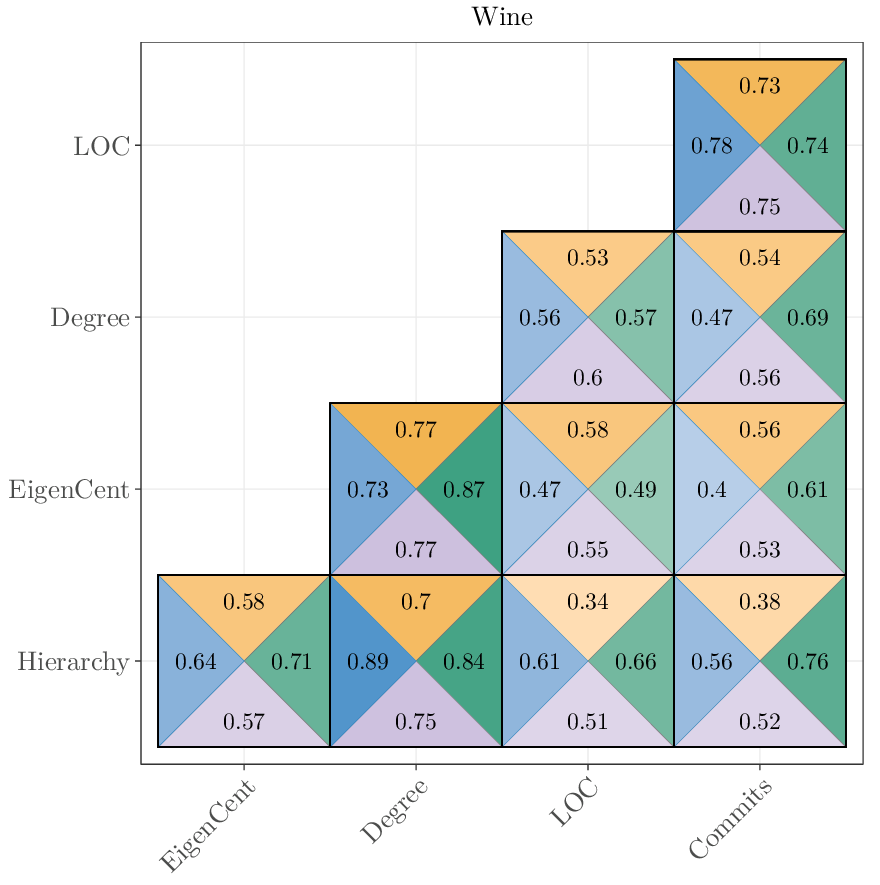 Wine
0.73
LOC 0.78 0.74
0.75
0.53 0.54
Degree 0.56 0.57 0.47 0.69
0.6 0.56
0.77 0.58 0.56
EigenCent 0.73 0.87 0.47 0.49 0.4 0.61
0.77 0.55 0.53
0.58 0.7 0.34 0.38
Hierarchy 0.64 0.71 0.89 0.84 0.61 0.66 0.56 0.76
0.57 0.75 0.51 0.52
EigenCent Degree LOC Commits